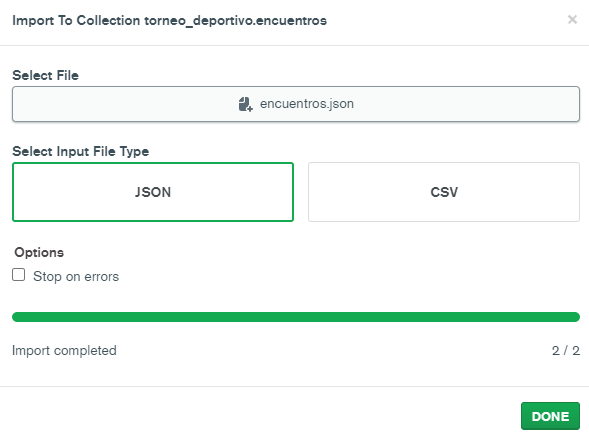 Import To Collection torneo_deportivo.encuentros
×
Select File
encuentros.json
Select Input File Type
JSON CSV
Options
Stop on errors
Import completed 2 / 2
DONE